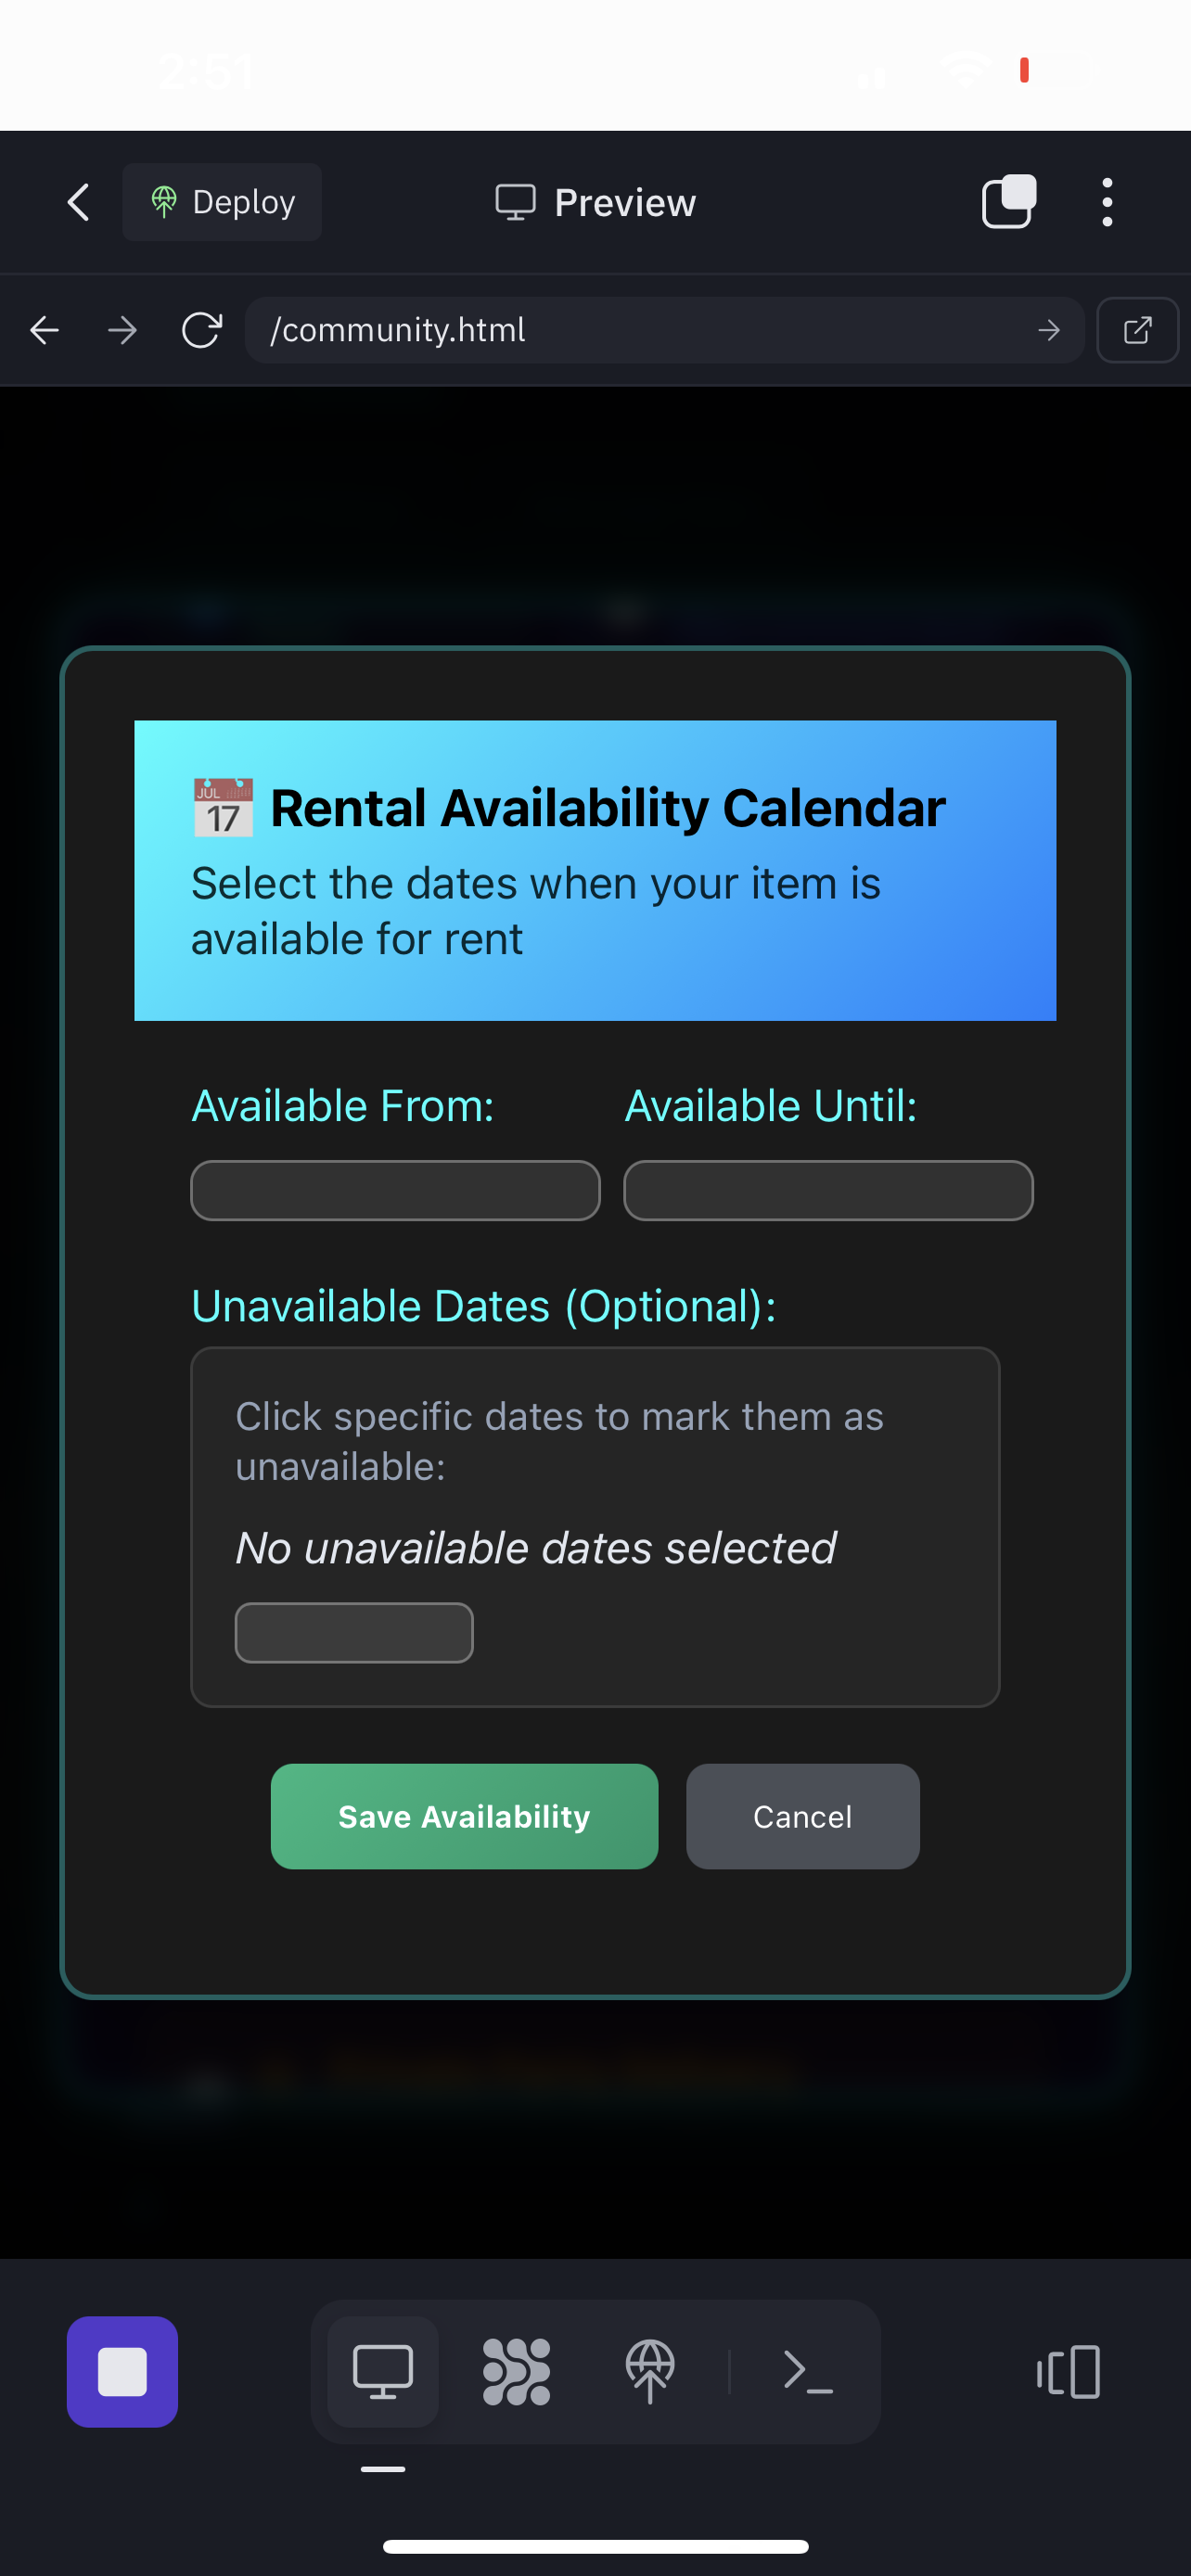 2:51
Deploy
Preview
/community.html
JUL
17
Rental Availability Calendar
Select the dates when your item is
available for rent
Available From:
Available Until:
Unavailable Dates (Optional):
Click specific dates to mark them as
unavailable:
No unavailable dates selected
Save Availability
Cancel